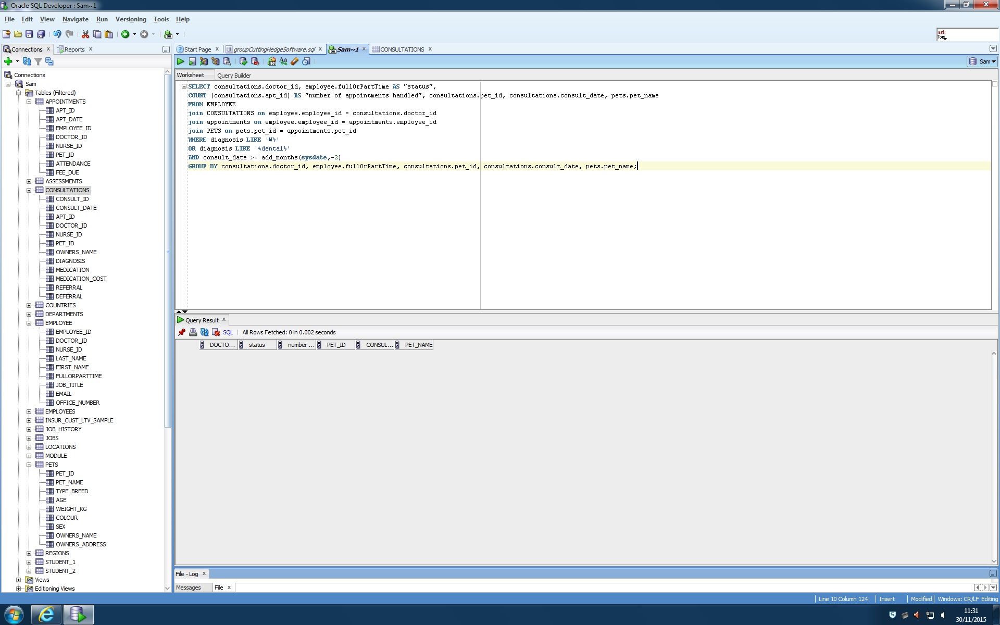 Oracle SQL Developer : Sam~1
File Edit View Navigate Run Versioning Tools Help
ask
Tom
Connections Reports
Start Page groupCuttingHedgeSoftware.sql Sam~1 CONSULTATIONS
Sam
Worksheet Query Builder
Connections
Sam
Tables (Filtered)
APPOINTMENTS
APT_ID
APT_DATE
EMPLOYEE_ID
DOCTOR_ID
NURSE_ID
PET_ID
ATTENDANCE
FEE_DUE
ASSESSMENTS
CONSULTATIONS
CONSULT_ID
CONSULT_DATE
APT_ID
DOCTOR_ID
NURSE_ID
PET_ID
OWNERS_NAME
DIAGNOSIS
MEDICATION
MEDICATION_COST
REFERRAL
DEFERRAL
COUNTRIES
DEPARTMENTS
EMPLOYEE
EMPLOYEE_ID
DOCTOR_ID
NURSE_ID
LAST_NAME
FIRST_NAME
FULLORPARTTIME
JOB_TITLE
EMAIL
OFFICE_NUMBER
EMPLOYEES
INSUR_CUST_LTV_SAMPLE
JOB_HISTORY
JOBS
LOCATIONS
MODULE
PETS
PET_ID
PET_NAME
TYPE_BREED
AGE
WEIGHT_KG
COLOUR
SEX
OWNERS_NAME
OWNERS_ADDRESS
REGIONS
STUDENT_1
STUDENT_2
Views
Editioning Views
SELECT consultations.doctor_id, employee.fullOrPartTime AS "status",
COUNT (consultations.apt_id) AS "number of appointments handled", consultations.pet_id, consultations.consult_date, pets.pet_name
FROM EMPLOYEE
join CONSULTATIONS on employee.employee_id = consultations.doctor_id
join appointments on employee.employee_id = appointments.employee_id
join PETS on pets.pet_id = appointments.pet_id
WHERE diagnosis LIKE 'W%'
OR diagnosis LIKE '%dental%'
AND consult_date >= add_months(sysdate,-2)
GROUP BY consultations.doctor_id, employee.fullOrPartTime, consultations.pet_id, consultations.consult_date, pets.pet_name;
Query Result
SQL All Rows Fetched: 0 in 0.002 seconds
DOCTO... status number ... PET_ID CONSUL... PET_NAME
File - Log
Messages File
Line 10 Column 124 Insert Modified Windows: CR/LF Editing
11:31
30/11/2015